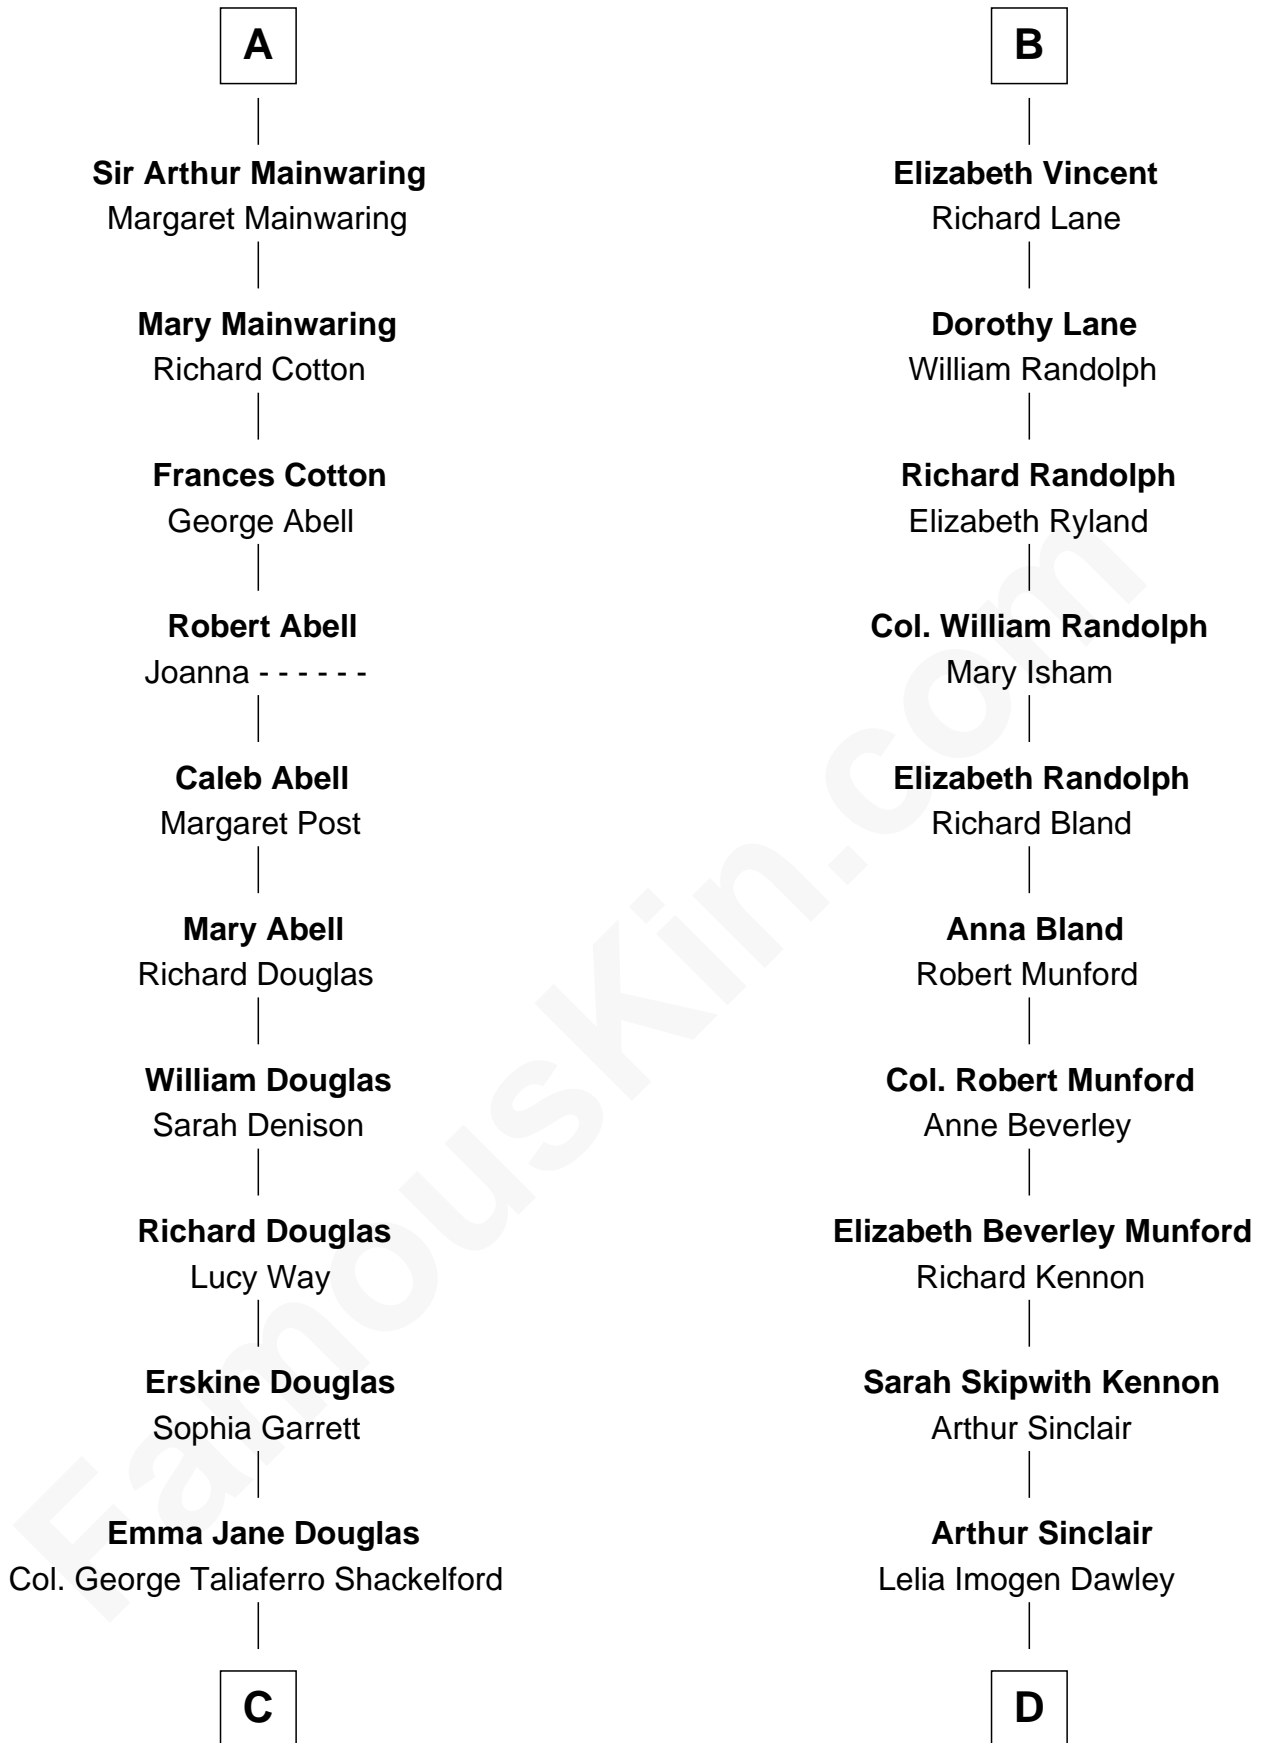 A
Sir Arthur Mainwaring
Margaret Mainwaring
Mary Mainwaring
Richard Cotton
Frances Cotton
George Abell
Robert Abell
Joanna - - - - - -
Caleb Abell
Margaret Post
Mary Abell
Richard Douglas
William Douglas
Sarah Denison
Richard Douglas
Lucy Way
Erskine Douglas
Sophia Garrett
Emma Jane Douglas
Col. George Taliaferro Shackelford
C
B
Elizabeth Vincent
Richard Lane
Dorothy Lane
William Randolph
Richard Randolph
Elizabeth Ryland
Col. William Randolph
Mary Isham
Elizabeth Randolph
Richard Bland
Anna Bland
Robert Munford
Col. Robert Munford
Anne Beverley
Elizabeth Beverley Munford
Richard Kennon
Sarah Skipwith Kennon
Arthur Sinclair
Arthur Sinclair
Lelia Imogen Dawley
D
FamousKin.com